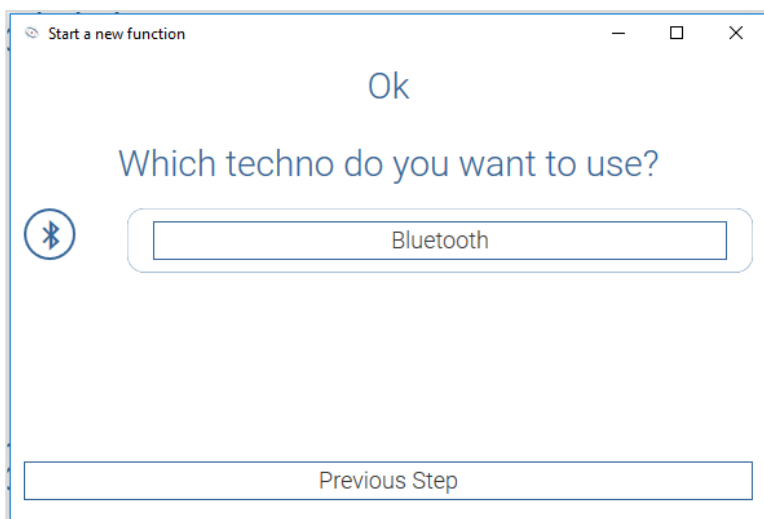 Start a new function
Ok
Which techno do you want to use?
Bluetooth
Previous Step